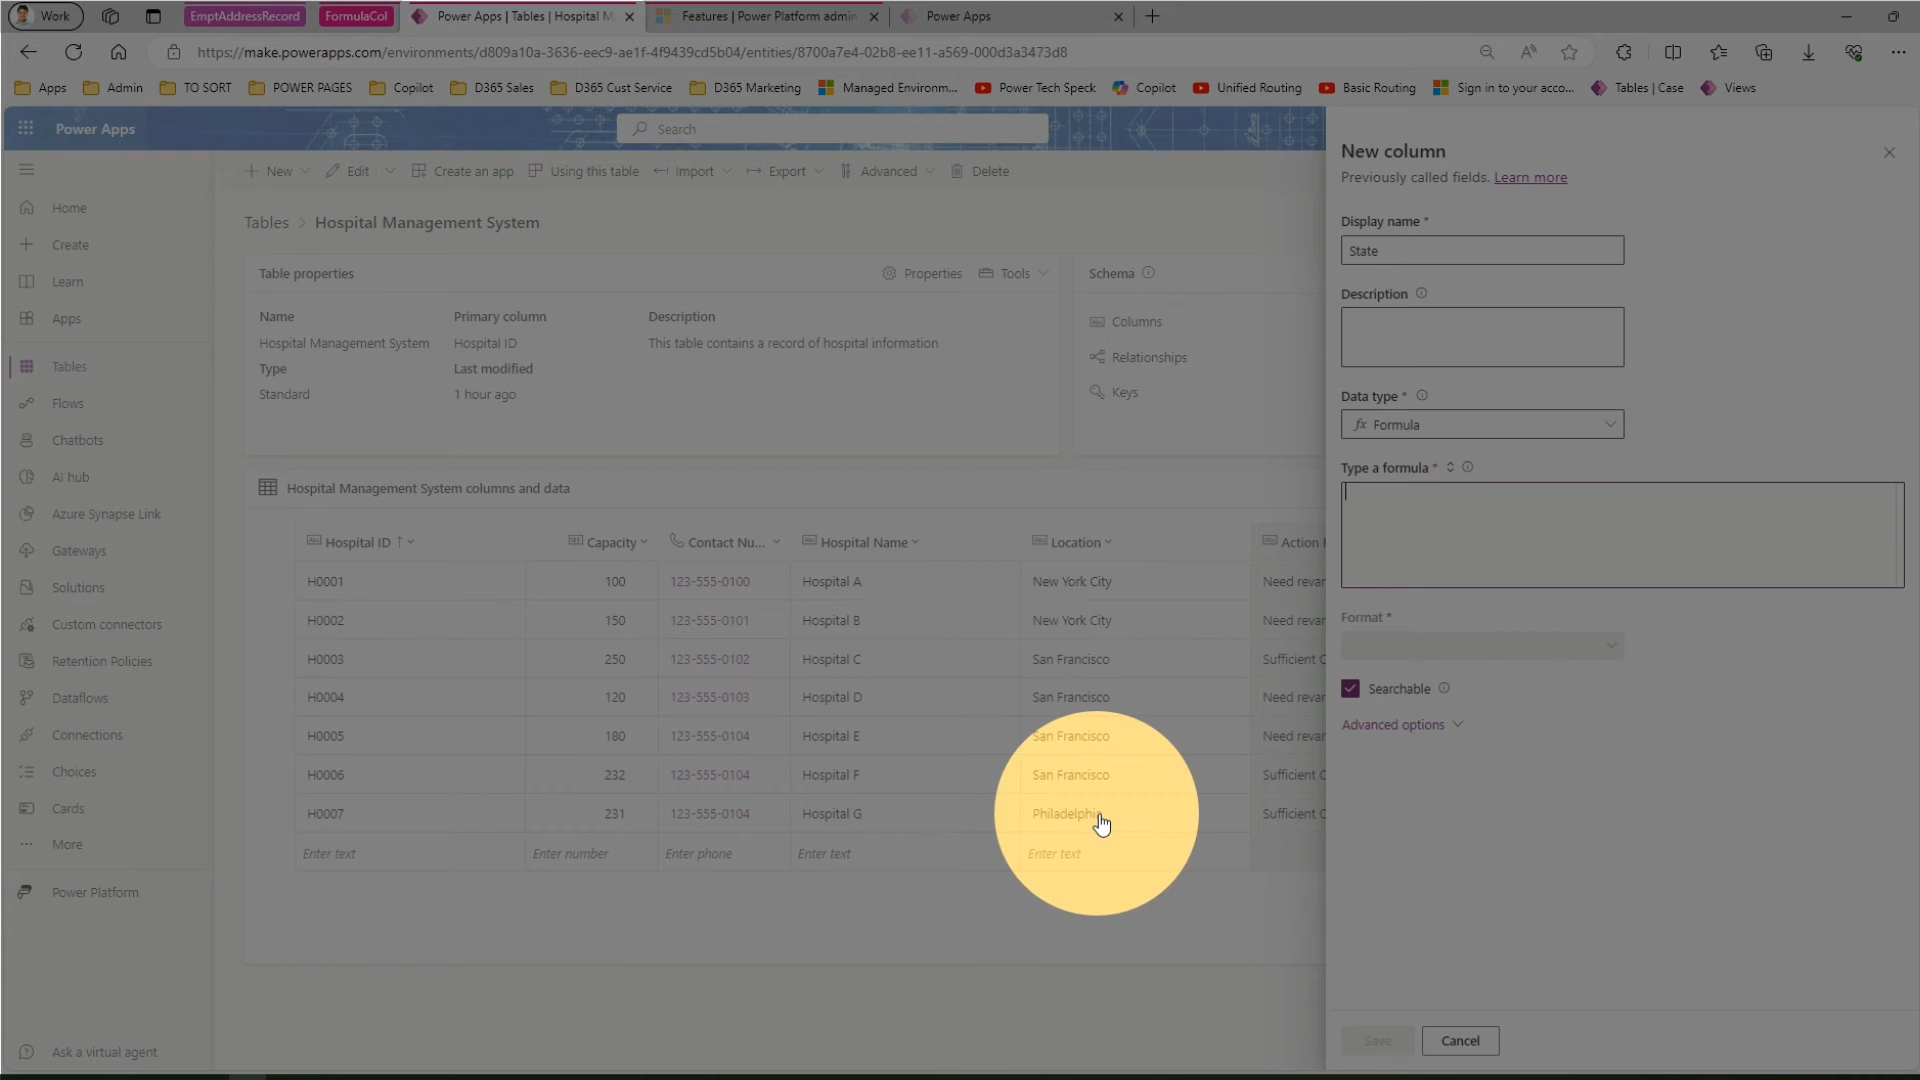 Work
EmptAddressRecord
FormulaCol
Power Apps | Tables | Hospital M
Features | Power Platform admin
Power Apps
https://make.powerapps.com/environments/d809a10a-3636-eec9-ae1f-4f9439cd5b04/entities/8700a7e4-02b8-ee11-a569-000d3a3473d8
Apps
Admin
TO SORT
POWER PAGES
Copilot
D365 Sales
D365 Cust Service
D365 Marketing
Managed Environm...
Power Tech Speck
Copilot
Unified Routing
Basic Routing
Sign in to your acco...
Tables | Case
Views
Power Apps
Search
New
Edit
Create an app
Using this table
Import
Export
Advanced
Delete
Home
Create
Learn
Apps
Tables
Flows
Chatbots
AI hub
Azure Synapse Link
Gateways
Solutions
Custom connectors
Retention Policies
Dataflows
Connections
Choices
Cards
More
Power Platform
Ask a virtual agent
Tables > Hospital Management System
Table properties
Properties
Tools
Name
Primary column
Description
Hospital Management System
Hospital ID
This table contains a record of hospital information
Type
Last modified
Standard
1 hour ago
Schema
Columns
Relationships
Keys
Hospital Management System columns and data
Hospital ID ↑ Capacity Contact Nu... Hospital Name Location Action
H0001 100 123-555-0100 Hospital A New York City Need revar
H0002 150 123-555-0101 Hospital B New York City Need revar
H0003 250 123-555-0102 Hospital C San Francisco Sufficient C
H0004 120 123-555-0103 Hospital D San Francisco Need revar
H0005 180 123-555-0104 Hospital E San Francisco Need revar
H0006 232 123-555-0104 Hospital F San Francisco Sufficient C
H0007 231 123-555-0104 Hospital G Philadelphia Sufficient C
Enter text Enter number Enter phone Enter text Enter text
New column
Previously called fields. Learn more
Display name *
State
Description
Data type *
fx Formula
Type a formula *
Format *
Searchable
Advanced options
Save
Cancel